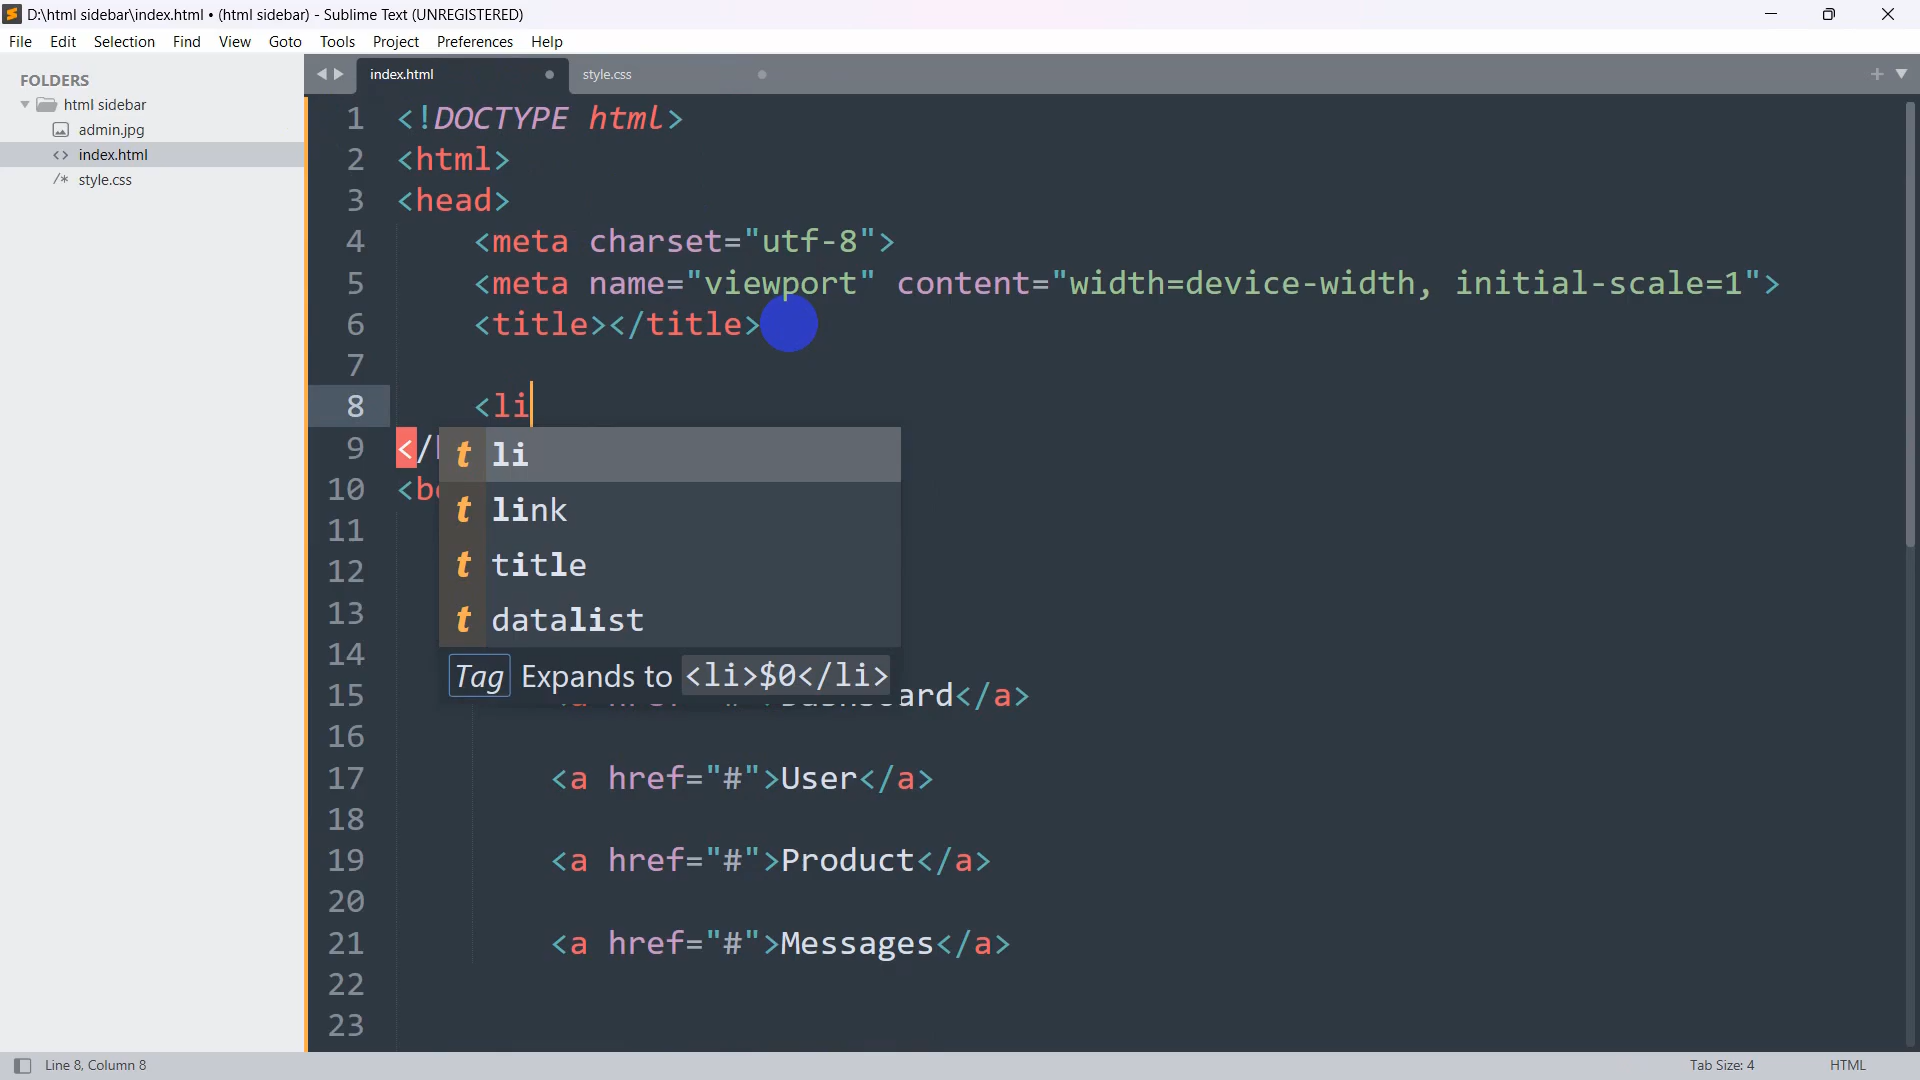 D:\html sidebar\index.html • (html sidebar) - Sublime Text (UNREGISTERED)
File Edit Selection Find View Goto Tools Project Preferences Help
FOLDERS
html sidebar
admin.jpg
index.html
style.css
index.html
style.css
1 <!DOCTYPE html>
2 <html>
3 <head>
4 <meta charset="utf-8">
5 <meta name="viewport" content="width=device-width, initial-scale=1">
6 <title></title>
7
8 <li
9 </
10 <b
11
12
13
14
15 ard</a>
16
17 <a href="#">User</a>
18
19 <a href="#">Product</a>
20
21 <a href="#">Messages</a>
22
23
t li
t link
t title
t datalist
Tag Expands to <li>$0</li>
Line 8, Column 8
Tab Size: 4
HTML